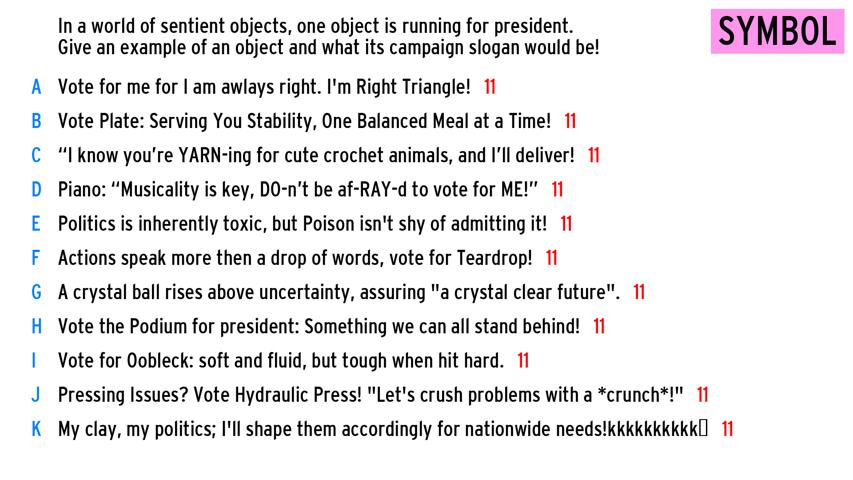 In a world of sentient objects, one object is running for president.
Give an example of an object and what its campaign slogan would be!
SYMBOL
A Vote for me for I am awlays right. I'm Right Triangle! 11
B Vote Plate: Serving You Stability, One Balanced Meal at a Time! 11
C “I know you’re YARN-ing for cute crochet animals, and I’ll deliver! 11
D Piano: “Musicality is key, DO-n’t be af-RAY-d to vote for ME!” 11
E Politics is inherently toxic, but Poison isn't shy of admitting it! 11
F Actions speak more then a drop of words, vote for Teardrop! 11
G A crystal ball rises above uncertainty, assuring "a crystal clear future". 11
H Vote the Podium for president: Something we can all stand behind! 11
I Vote for Oobleck: soft and fluid, but tough when hit hard. 11
J Pressing Issues? Vote Hydraulic Press! "Let's crush problems with a *crunch*!" 11
K My clay, my politics; I'll shape them accordingly for nationwide needs!kkkkkkkkkk▯ 11